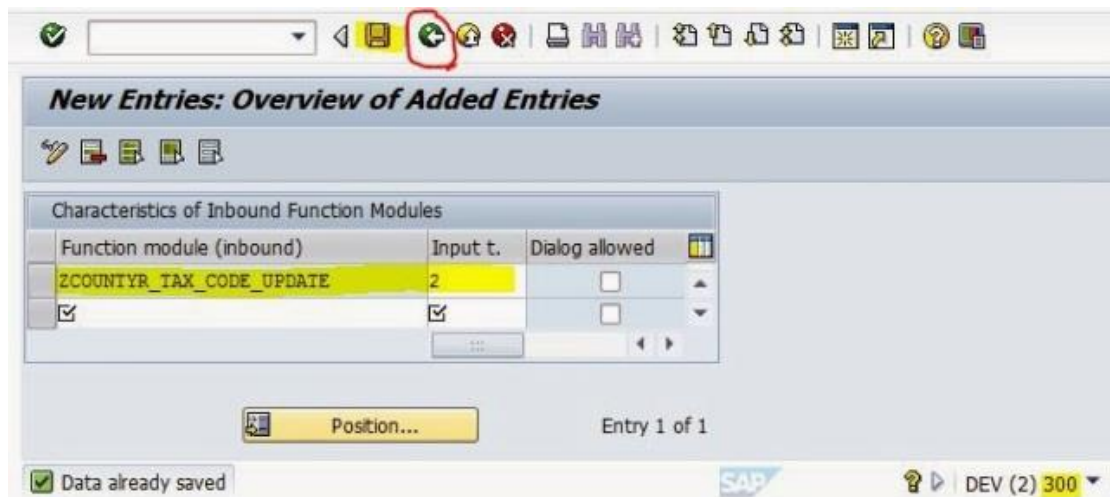 New Entries: Overview of Added Entries
Characteristics of Inbound Function Modules
Function module (inbound) Input t. Dialog allowed
ZCOUNTYR_TAX_CODE_UPDATE 2
Position... Entry 1 of 1
Data already saved SAP DEV (2) 300